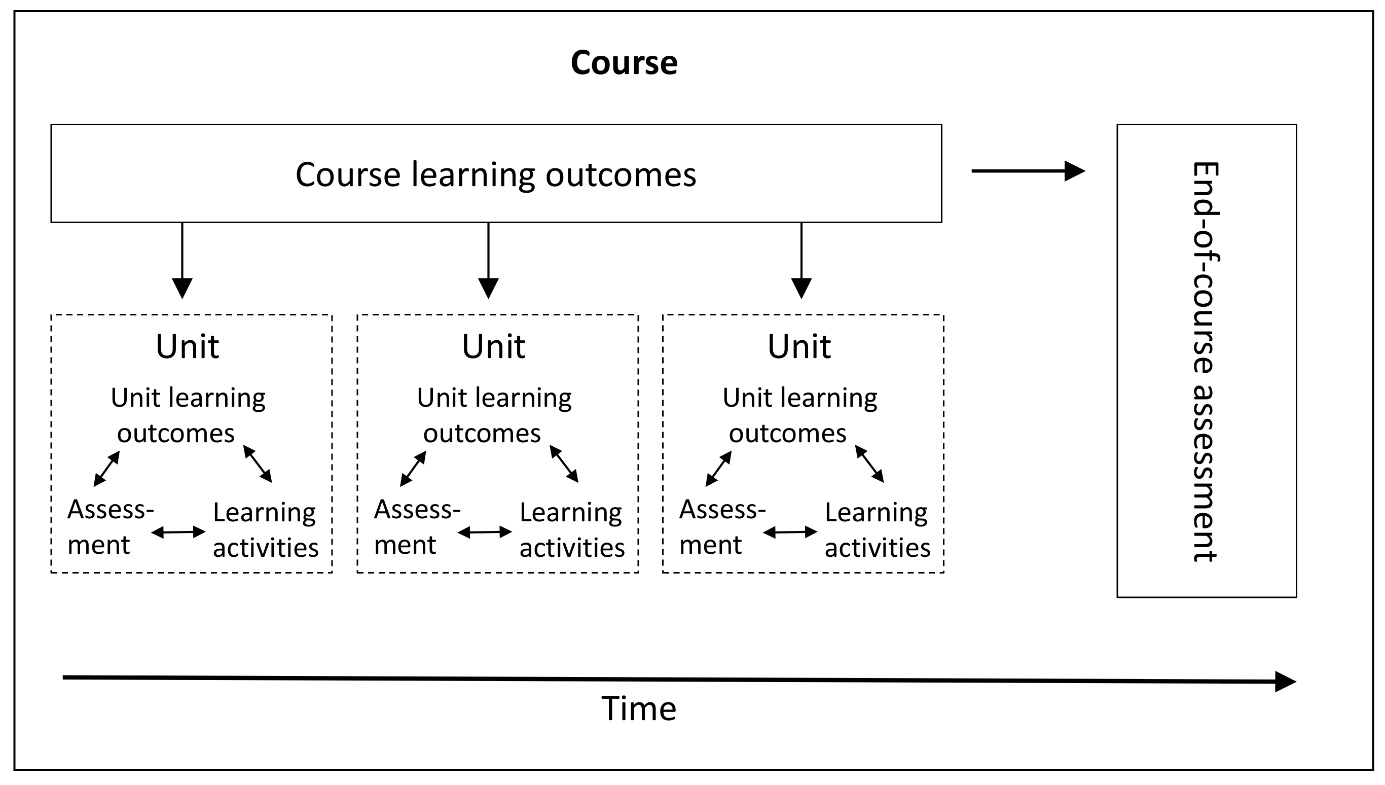 Course
Course learning outcomes
Unit
Unit learning
outcomes
Assess-
ment
Learning
activities
Unit
Unit learning
outcomes
Assess-
ment
Learning
activities
Unit
Unit learning
outcomes
Assess-
ment
Learning
activities
End-of-course assessment
Time